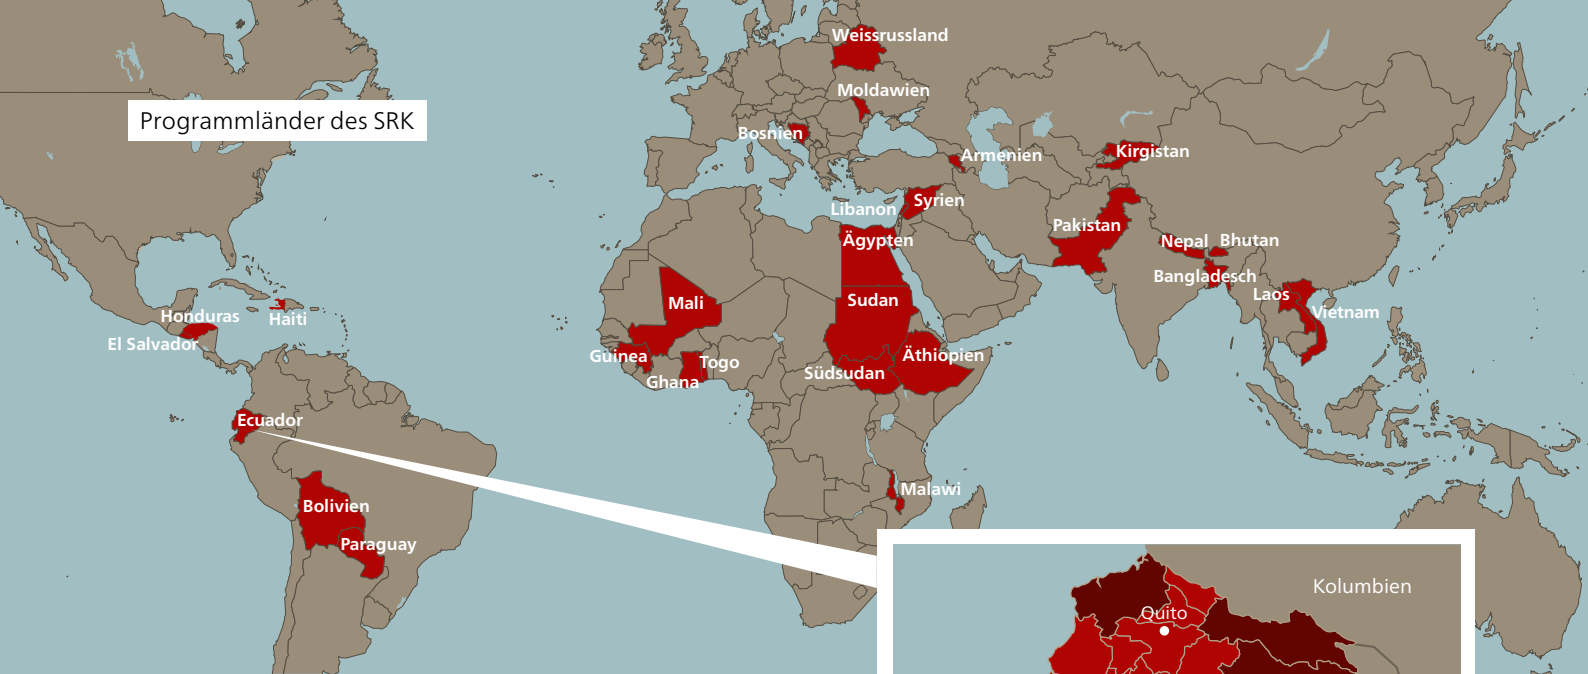 Programmländer des SRK
Weissrussland
Moldawien
Bosnien
Armenien
Kirgistan
Libanon
Syrien
Pakistan
Ägypten
Nepal
Bhutan
Bangladesch
Laos
Vietnam
Mali
Sudan
Honduras
Haiti
El Salvador
Guinea
Togo
Ghana
Äthiopien
Südsudan
Ecuador
Malawi
Bolivien
Paraguay
Kolumbien
Quito